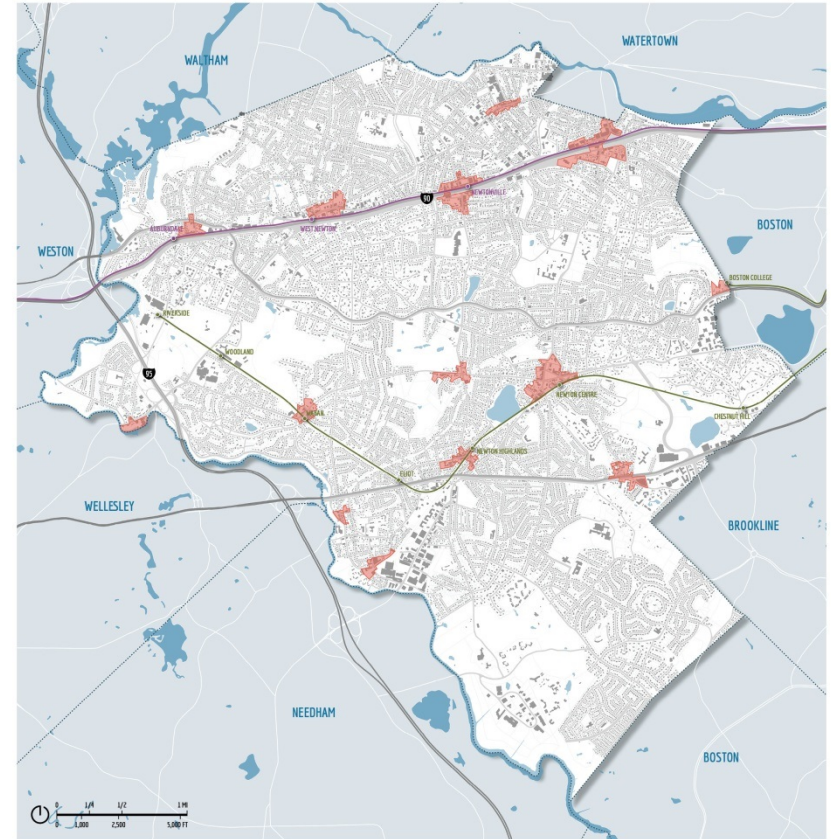 WATERTOWN
WALTHAM
90
NEWTONVILLE
AUBURNDALE
WEST NEWTON
BOSTON
WESTON
BOSTON COLLEGE
RIVERSIDE
WOODLAND
95
NEWTON CENTRE
WABAN
CHESTNUT HILL
NEWTON HIGHLANDS
ELIOT
WELLESLEY
BROOKLINE
NEEDHAM
BOSTON
0 1/4 1/2 1 MI
0 1,000 2,500 5,000 FT